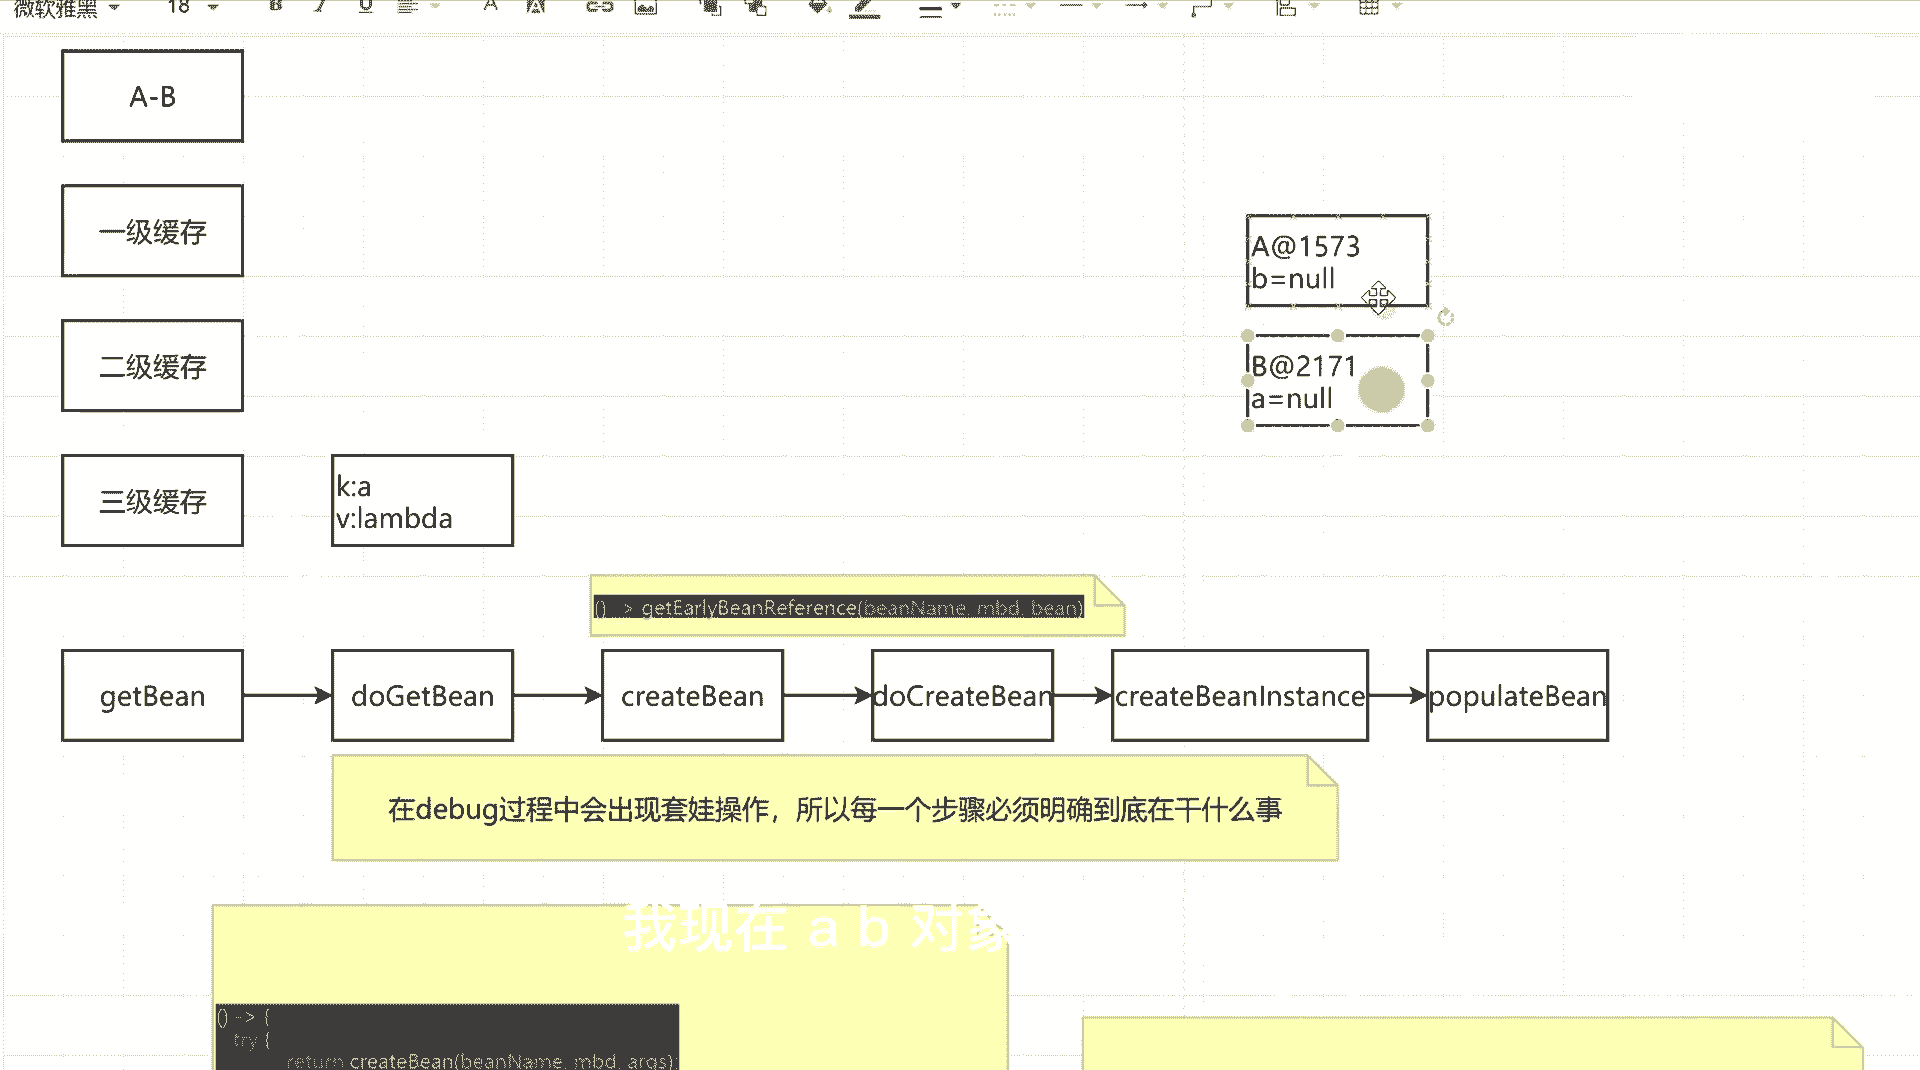 微软雅黑 18
A-B
一级缓存
A@1573
b=null
二级缓存
B@2171
a=null
三级缓存
k:a
v:lambda
() -> getEarlyBeanReference(beanName, mbd, bean)
getBean
doGetBean
createBean
doCreateBean
createBeanInstance
populateBean
在debug过程中会出现套娃操作，所以每一个步骤必须明确到底在干什么事
我现在 a b 对象
() -> {
try {
return createBean(beanName, mbd, args);